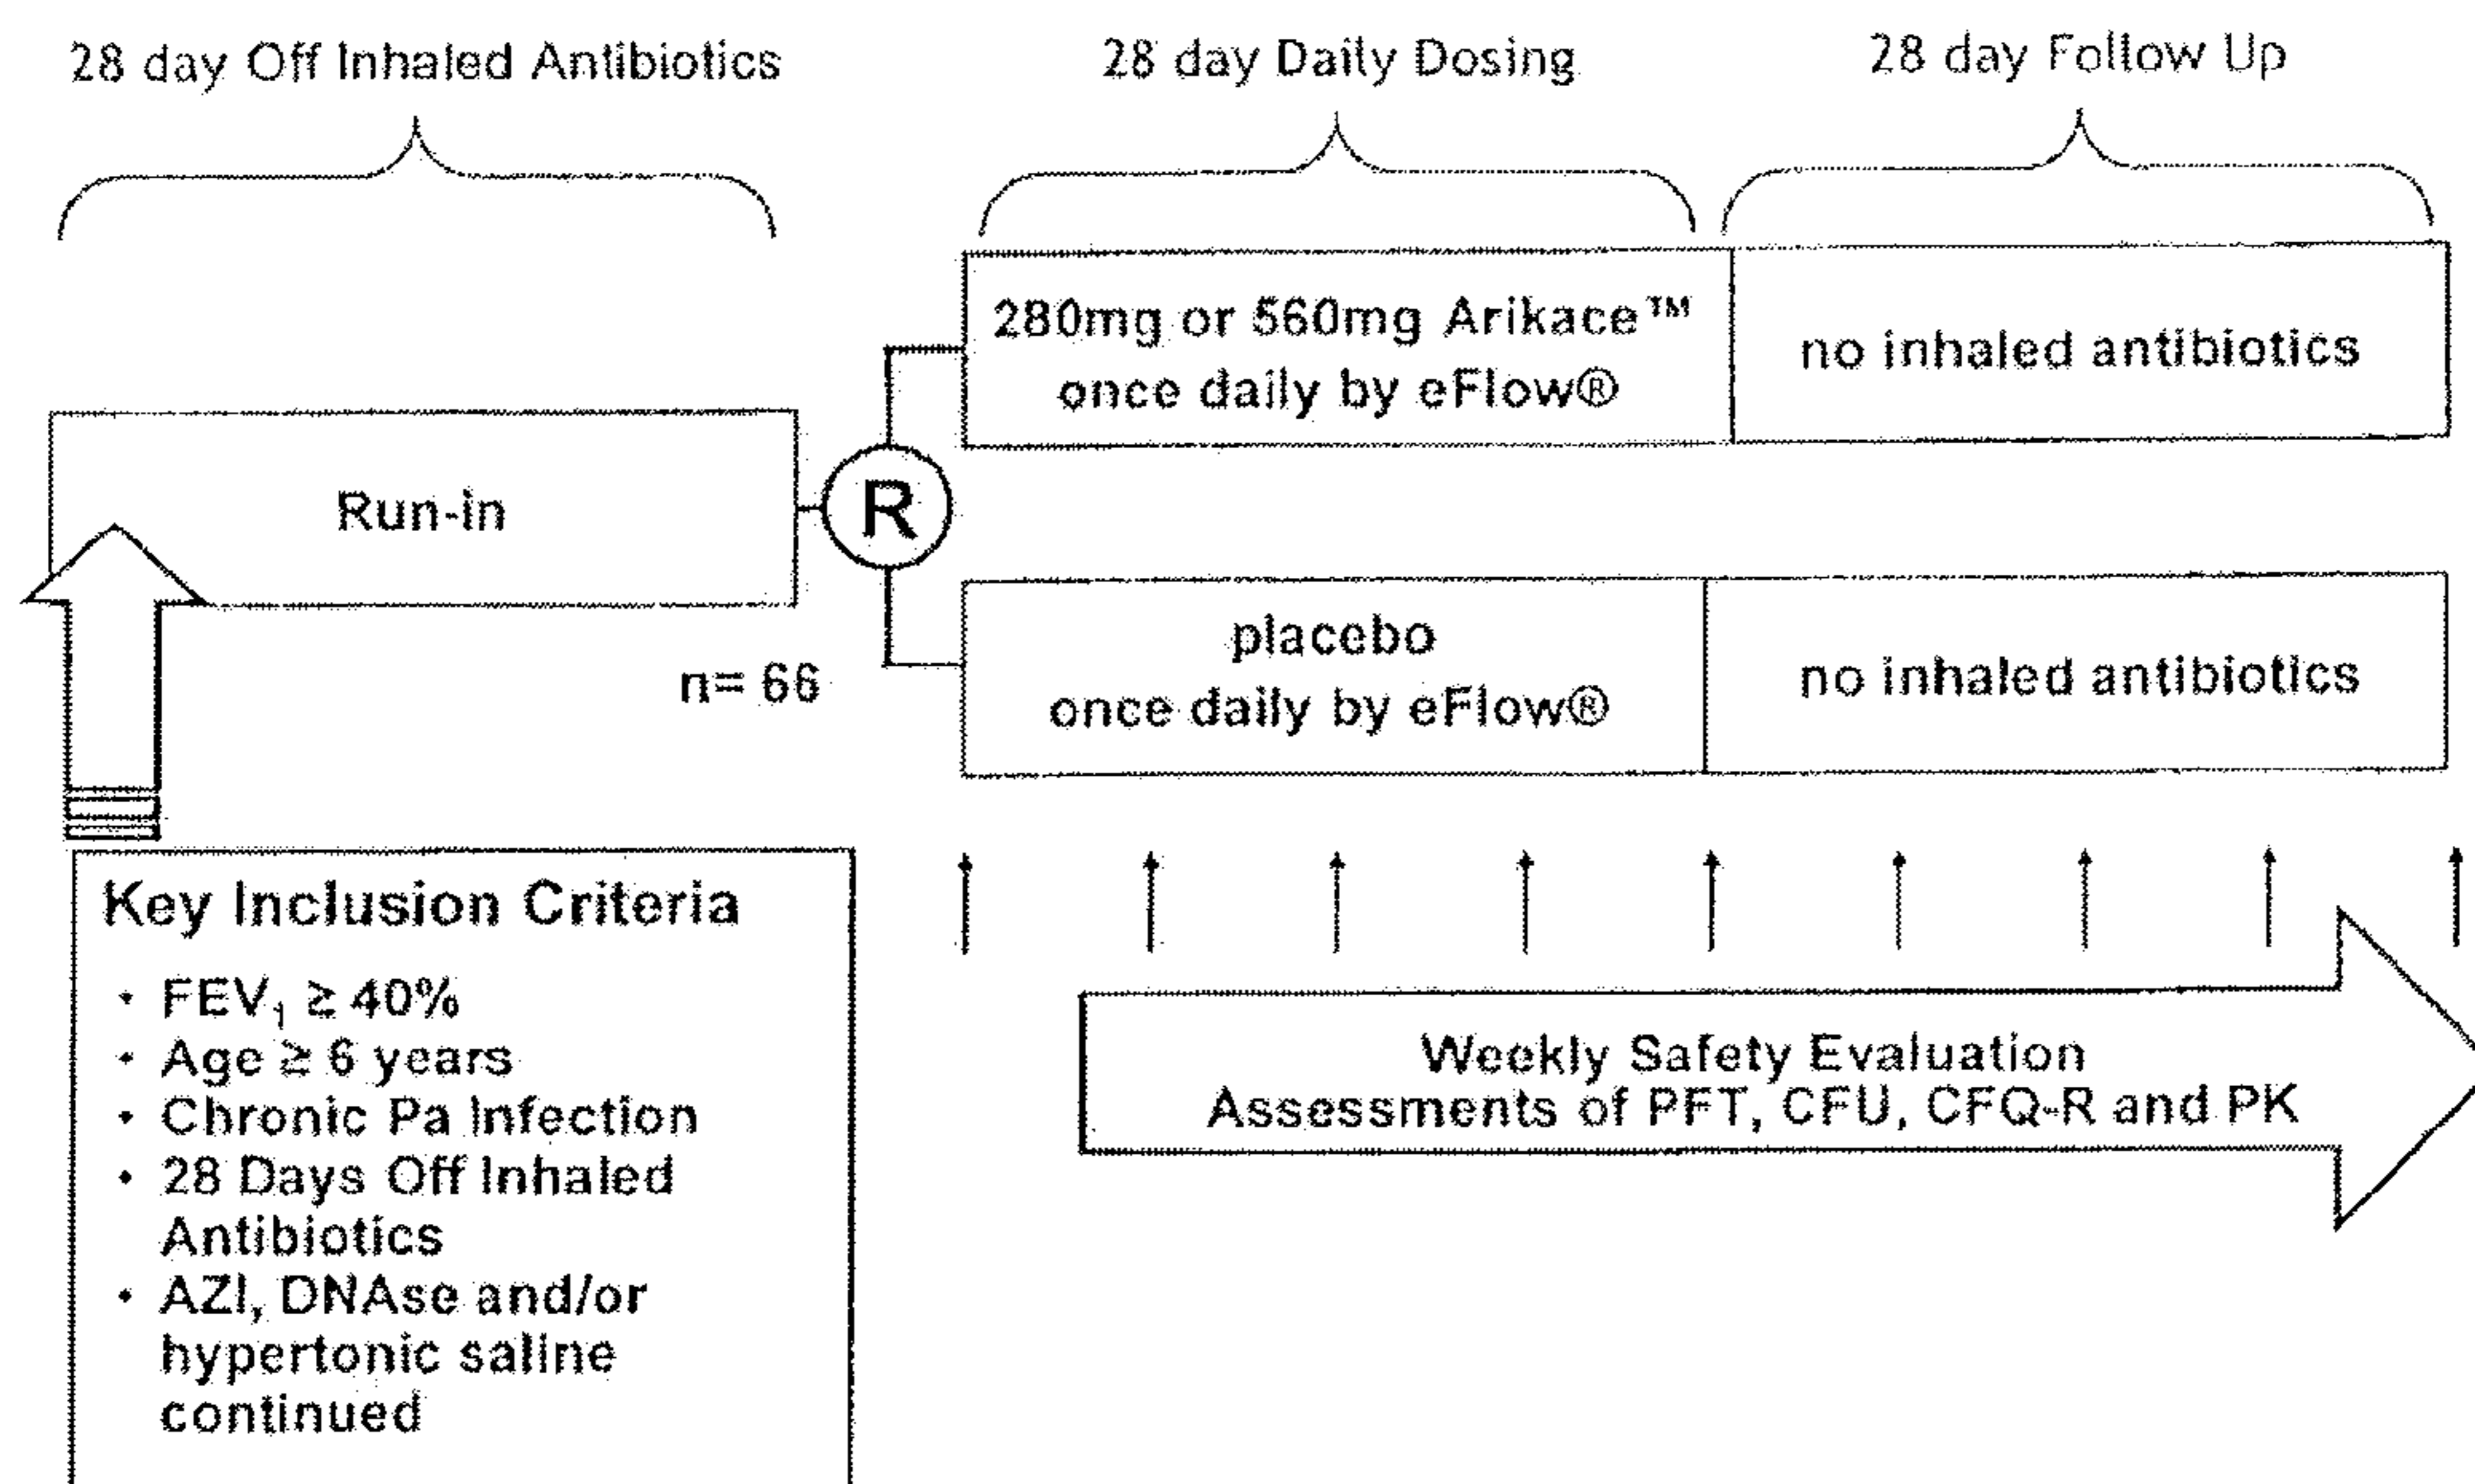 28 day Off Inhaled Antibiotics
28 day Daily Dosing
28 day Follow Up
280mg or 560mg Arikace™
once daily by eFlow®
no inhaled antibiotics
Run-in
R
n= 66
placebo
once daily by eFlow®
no inhaled antibiotics
Key Inclusion Criteria
• FEV₁ ≥ 40%
• Age ≥ 6 years
• Chronic Pa Infection
• 28 Days Off Inhaled
Antibiotics
• AZI, DNAse and/or
hypertonic saline
continued
Weekly Safety Evaluation
Assessments of PFT, CFU, CFQ-R and PK